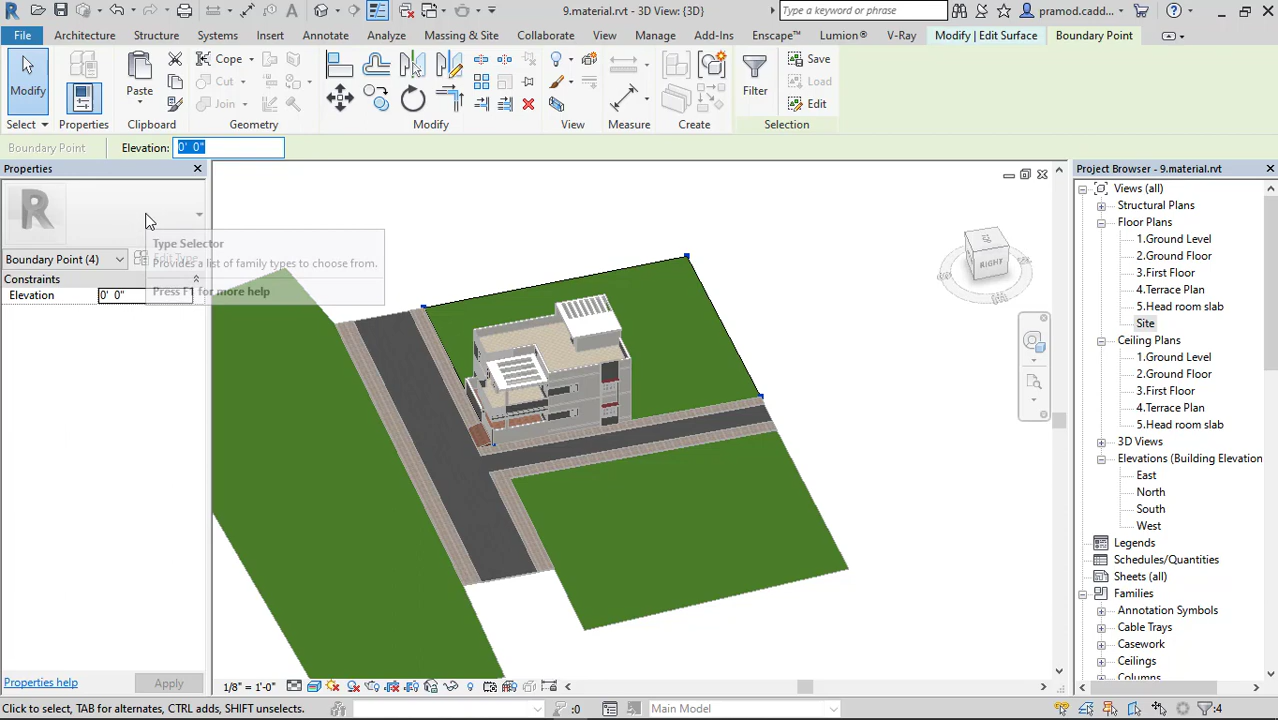 9.material.rvt - 3D View: {3D}
Type a keyword or phrase
pramod.cadd...
File
Architecture
Structure
Systems
Insert
Annotate
Analyze
Massing & Site
Collaborate
View
Manage
Add-Ins
Enscape™
Lumion®
V-Ray
Modify | Edit Surface
Boundary Point
Modify
Paste
Cope
Cut
Join
Filter
Save
Load
Edit
Select
Properties
Clipboard
Geometry
Modify
View
Measure
Create
Selection
Boundary Point
Elevation:
0' 0"
Properties
R
Type Selector
Provides a list of family types to choose from.
Press F1 for more help
Boundary Point (4)
Edit Type
Constraints
Elevation
0' 0"
RIGHT
Project Browser - 9.material.rvt
Views (all)
Structural Plans
Floor Plans
1.Ground Level
2.Ground Level
3.First Floor
4.Terrace Plan
5.Head room slab
Site
Ceiling Plans
1.Ground Level
2.Ground Level
3.First Floor
4.Terrace Plan
5.Head room slab
3D Views
Elevations (Building Elevation
East
North
South
West
Legends
Schedules/Quantities
Sheets (all)
Families
Annotation Symbols
Cable Trays
Casework
Ceilings
Columns
Properties help
Apply
1/8" = 1'-0"
Click to select, TAB for alternates, CTRL adds, SHIFT unselects.
:0
Main Model
:4